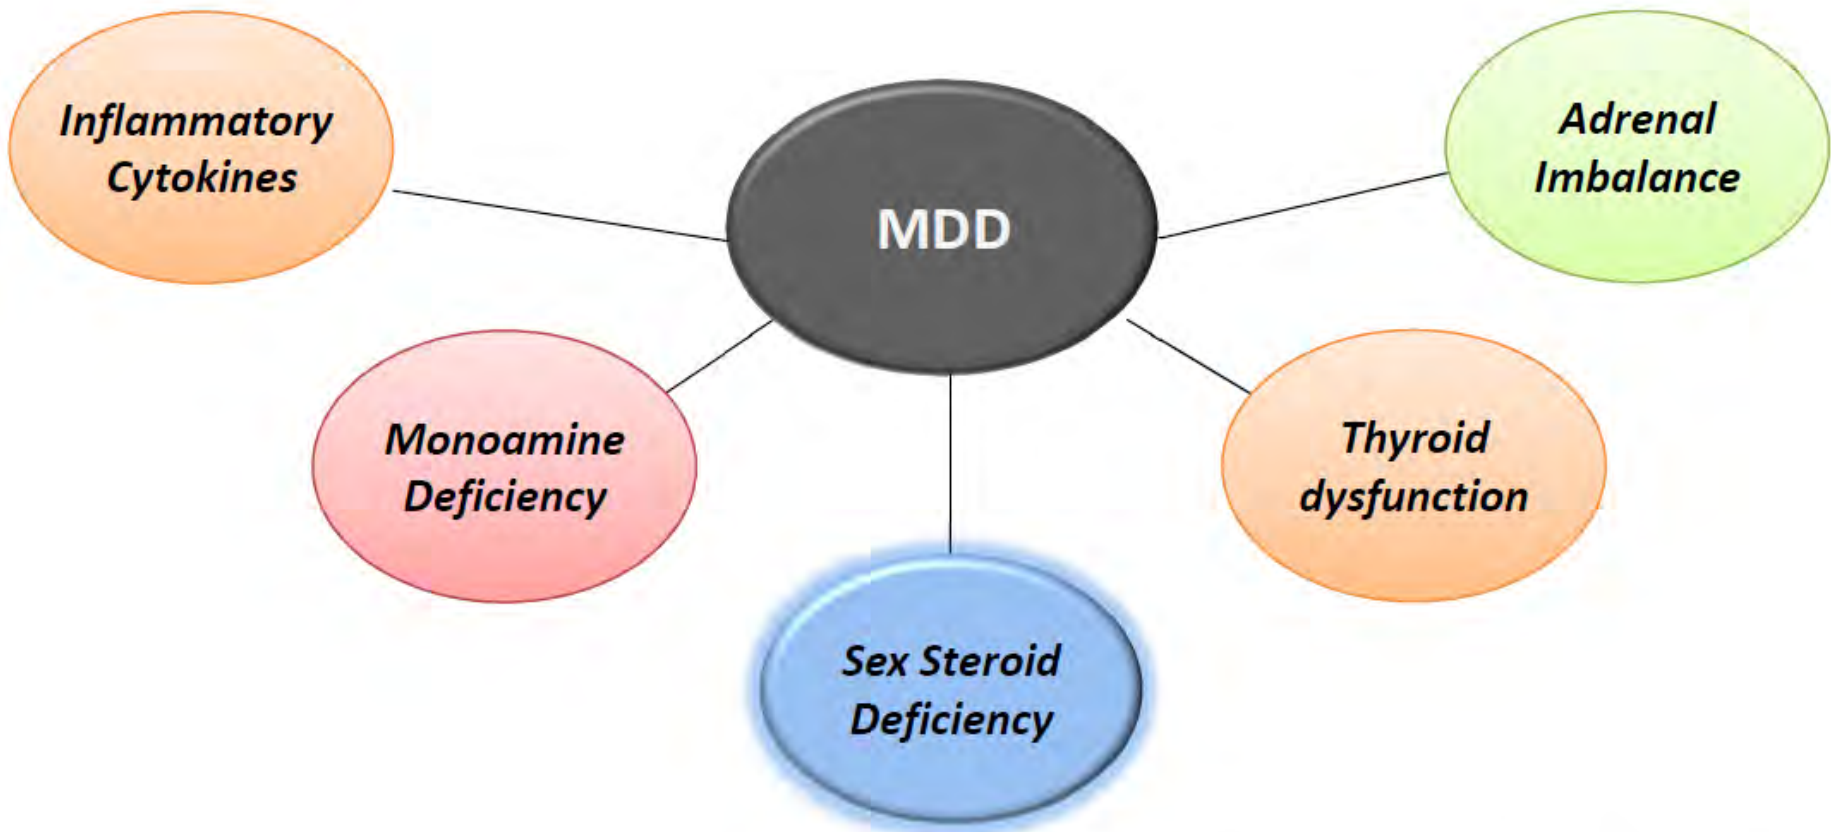 Inflammatory
Cytokines
MDD
Adrenal
Imbalance
Monoamine
Deficiency
Thyroid
dysfunction
Sex Steroid
Deficiency